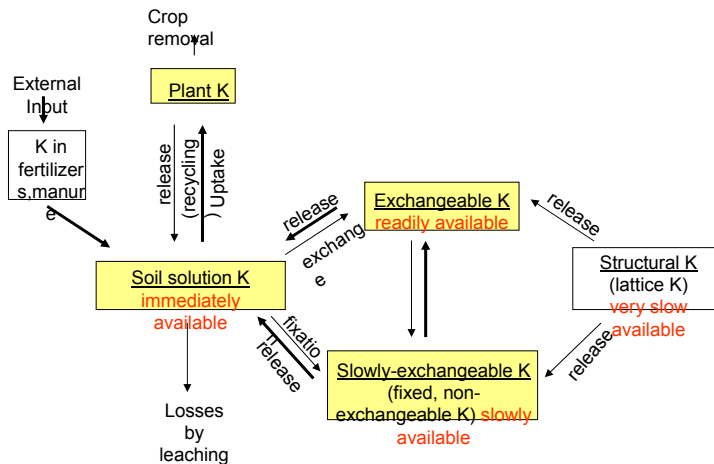 Crop
removal
Plant K
External
Input
K in
fertilizer
s,manur
e
release
(recycling
)
Uptake
release
exchang
e
Exchangeable K
readily available
release
Structural K
(lattice K)
very slow
available
release
Soil solution K
immediately
available
fixatio
n
release
Slowly-exchangeable K
(fixed, non-
exchangeable K) slowly
available
Losses
by
leaching